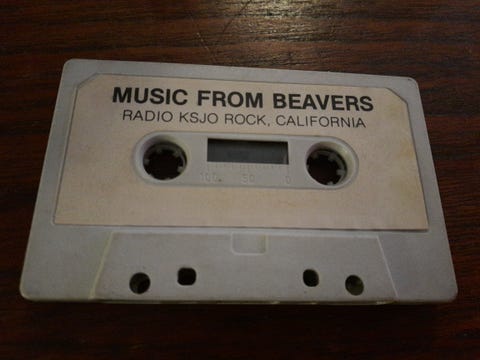 MUSIC FROM BEAVERS
RADIO KSJO ROCK, CALIFORNIA
100 50 0